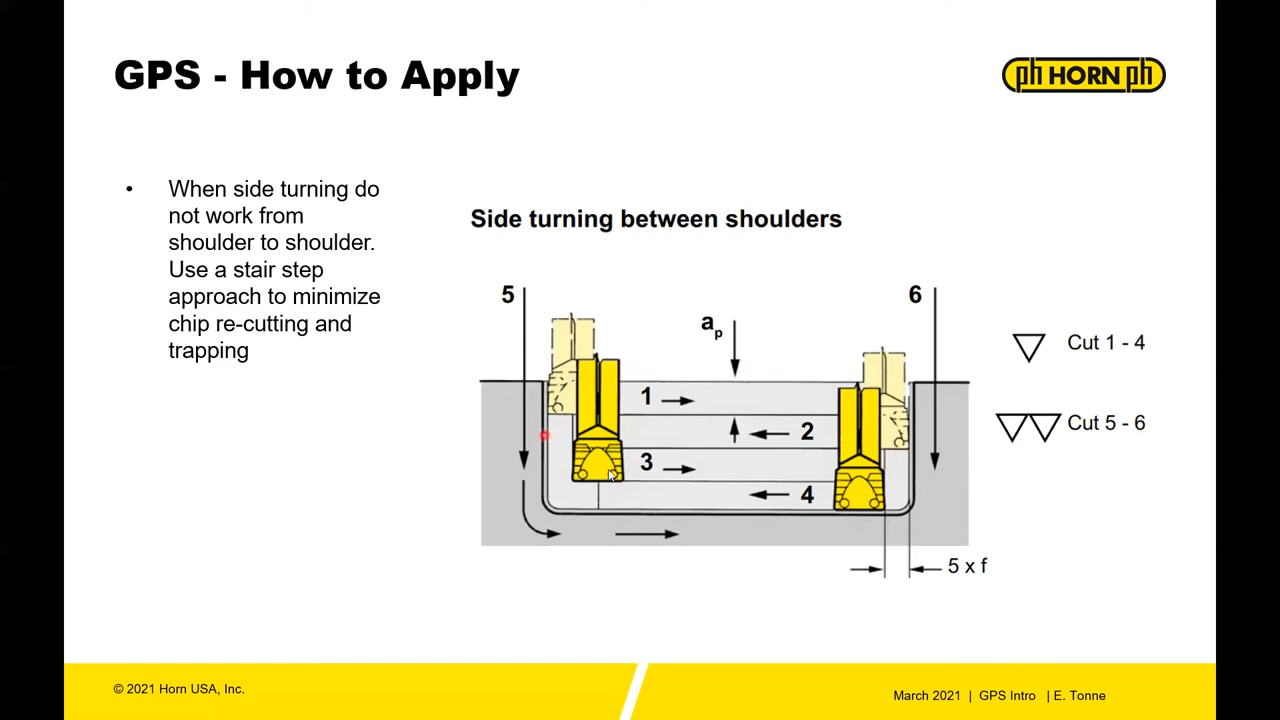 GPS - How to Apply
ph HORN ph
• When side turning do
not work from
shoulder to shoulder.
Use a stair step
approach to minimize
chip re-cutting and
trapping
Side turning between shoulders
5
6
ap
1
2
3
4
5 x f
Cut 1 - 4
Cut 5 - 6
© 2021 Horn USA, Inc.
March 2021 | GPS Intro | E. Tonne